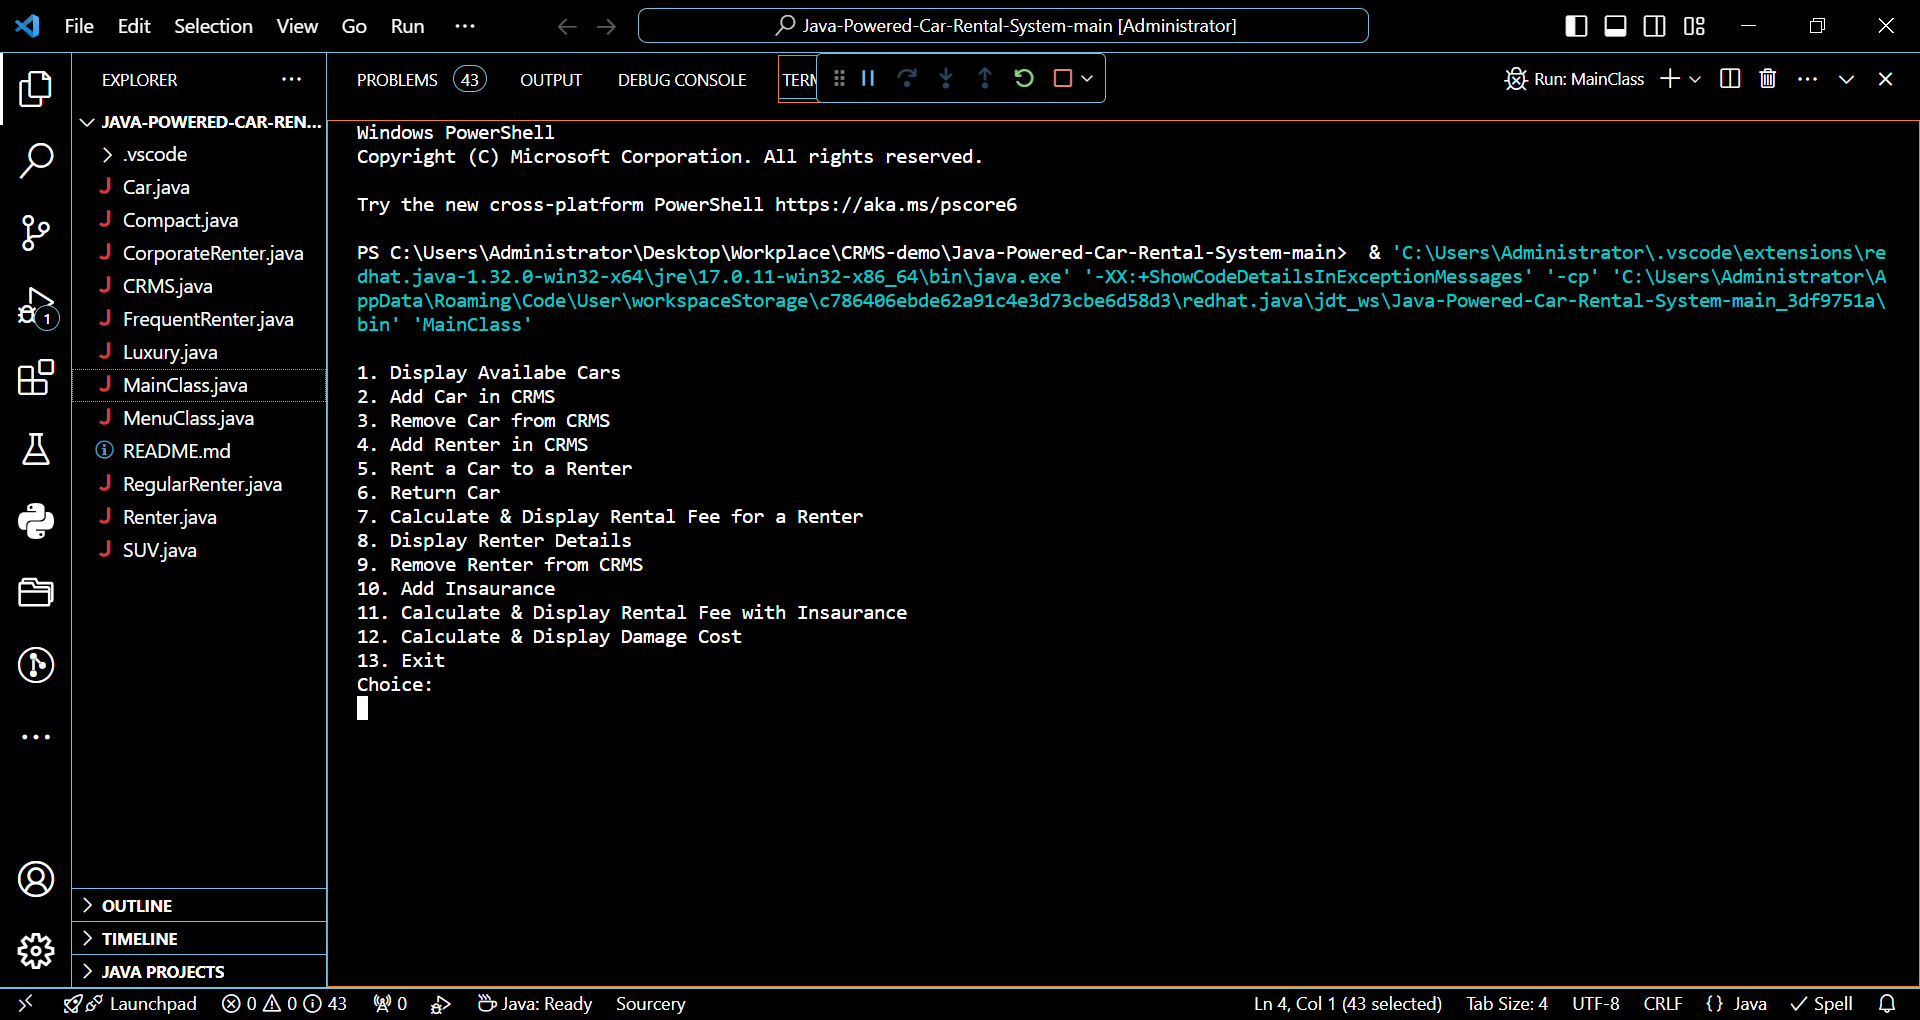 File Edit Selection View Go Run ···
Java-Powered-Car-Rental-System-main [Administrator]
EXPLORER ···
PROBLEMS 43 OUTPUT DEBUG CONSOLE TERM
Run: MainClass
JAVA-POWERED-CAR-REN...
.vscode
Car.java
Compact.java
CorporateRenter.java
CRMS.java
FrequentRenter.java
Luxury.java
MainClass.java
MenuClass.java
README.md
RegularRenter.java
Renter.java
SUV.java
1
Windows PowerShell
Copyright (C) Microsoft Corporation. All rights reserved.
Try the new cross-platform PowerShell https://aka.ms/pscore6
PS C:\Users\Administrator\Desktop\Workplace\CRMS-demo\Java-Powered-Car-Rental-System-main>  & 'C:\Users\Administrator\.vscode\extensions\re
dhat.java-1.32.0-win32-x64\jre\17.0.11-win32-x86_64\bin\java.exe' '-XX:+ShowCodeDetailsInExceptionMessages' '-cp' 'C:\Users\Administrator\A
ppData\Roaming\Code\User\workspaceStorage\c786406ebde62a91c4e3d73cbe6d58d3\redhat.java\jdt_ws\Java-Powered-Car-Rental-System-main_3df9751a\
bin' 'MainClass'
1. Display Availabe Cars
2. Add Car in CRMS
3. Remove Car from CRMS
4. Add Renter in CRMS
5. Rent a Car to a Renter
6. Return Car
7. Calculate & Display Rental Fee for a Renter
8. Display Renter Details
9. Remove Renter from CRMS
10. Add Insaurance
11. Calculate & Display Rental Fee with Insaurance
12. Calculate & Display Damage Cost
13. Exit
Choice:
OUTLINE
TIMELINE
JAVA PROJECTS
Launchpad 0 0 43 0 Java: Ready Sourcery Ln 4, Col 1 (43 selected) Tab Size: 4 UTF-8 CRLF {} Java Spell